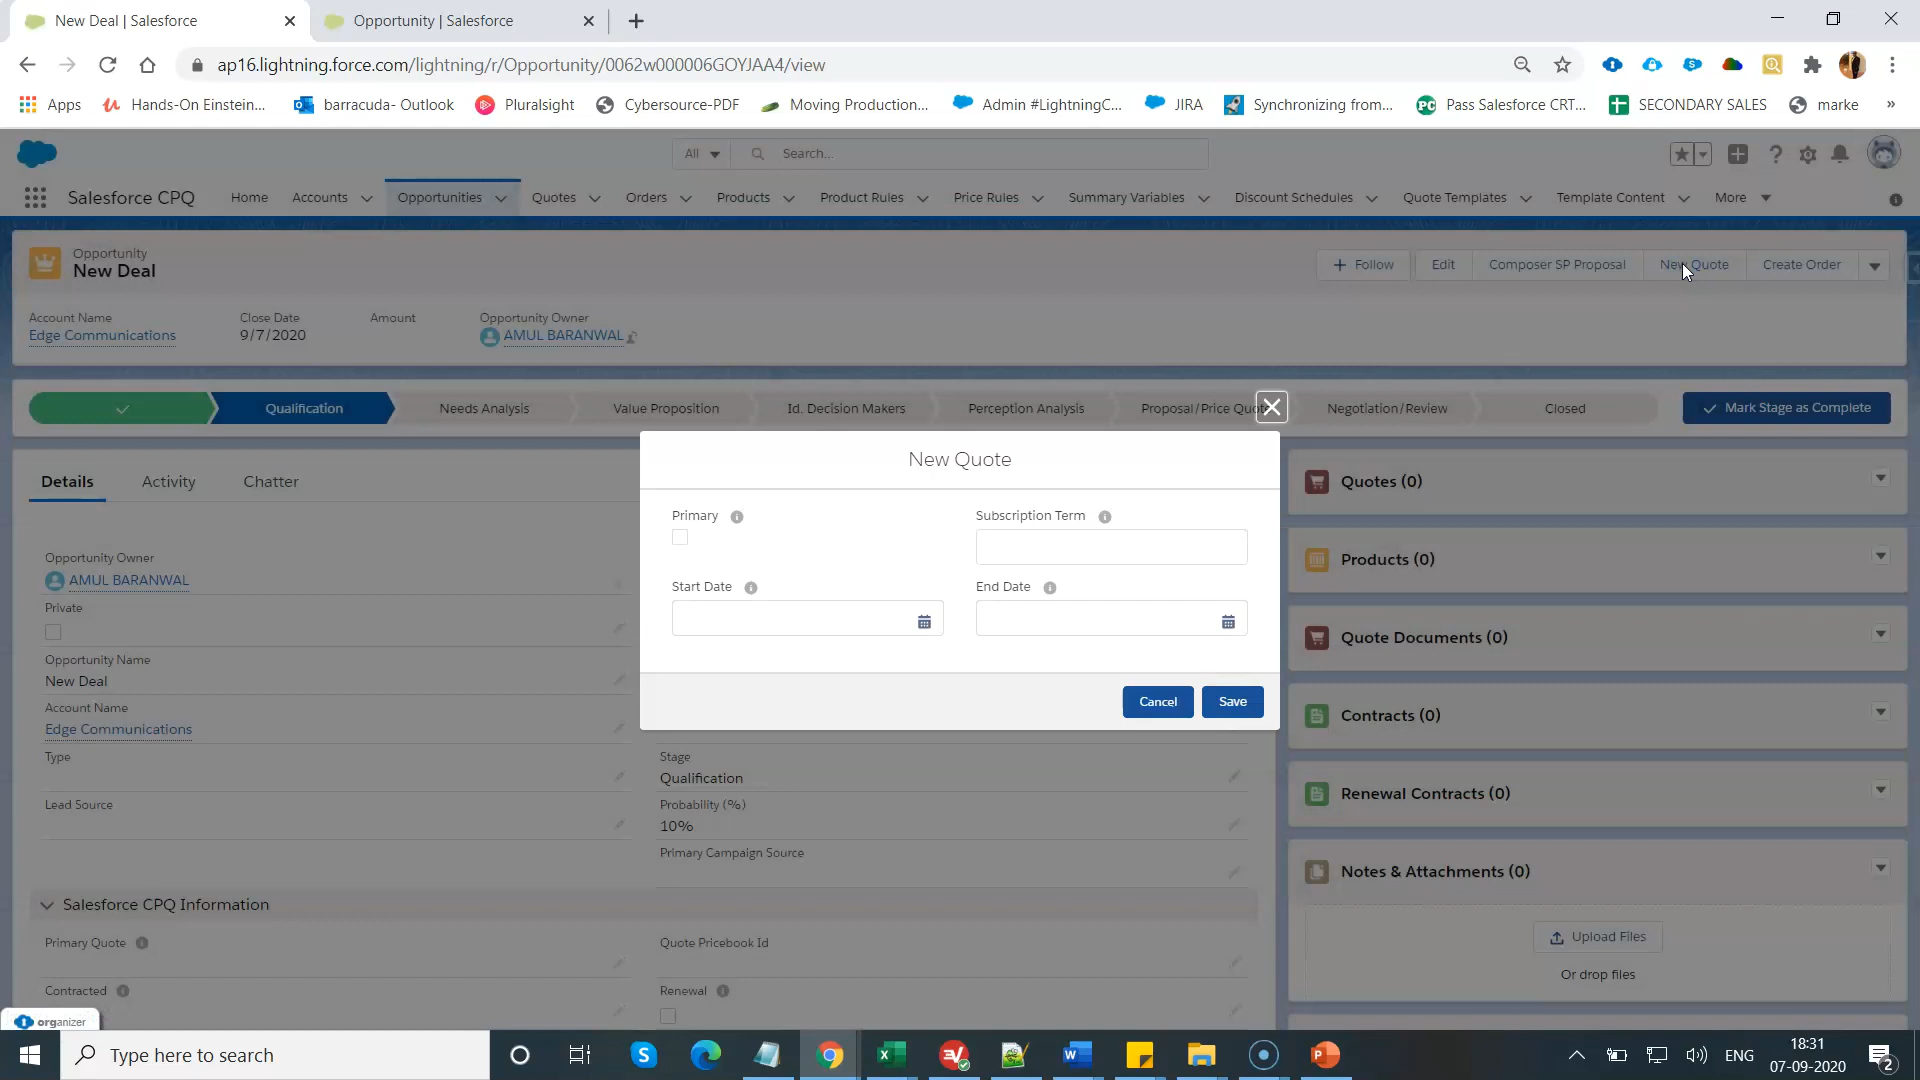 New Deal | Salesforce
Opportunity | Salesforce
ap16.lightning.force.com/lightning/r/Opportunity/0062w000006GOYJAA4/view
Apps
Hands-On Einstein...
barracuda- Outlook
Pluralsight
Cybersource-PDF
Moving Production...
Admin #LightningC...
JIRA
Synchronizing from...
PC
Pass Salesforce CRT...
SECONDARY SALES
marke
»
All
Search...
Salesforce CPQ
Home
Accounts
Opportunities
Quotes
Orders
Products
Product Rules
Price Rules
Summary Variables
Discount Schedules
Quote Templates
Template Content
More
Opportunity
New Deal
Follow
Edit
Composer SP Proposal
New Quote
Create Order
Account Name
Edge Communications
Close Date
9/7/2020
Amount
Opportunity Owner
AMUL BARANWAL
Qualification
Needs Analysis
Value Proposition
Id. Decision Makers
Perception Analysis
Proposal/Price Quo
Negotiation/Review
Closed
Mark Stage as Complete
Details
Activity
Chatter
Opportunity Owner
AMUL BARANWAL
Private
Opportunity Name
New Deal
Account Name
Edge Communications
Type
Lead Source
New Quote
Primary
Subscription Term
Start Date
End Date
Cancel
Save
Stage
Qualification
Probability (%)
10%
Primary Campaign Source
Salesforce CPQ Information
Primary Quote
Quote Pricebook Id
Contracted
Renewal
Quotes (0)
Products (0)
Quote Documents (0)
Contracts (0)
Renewal Contracts (0)
Notes & Attachments (0)
Upload Files
Or drop files
organizer
Type here to search
ENG
18:31
07-09-2020
2